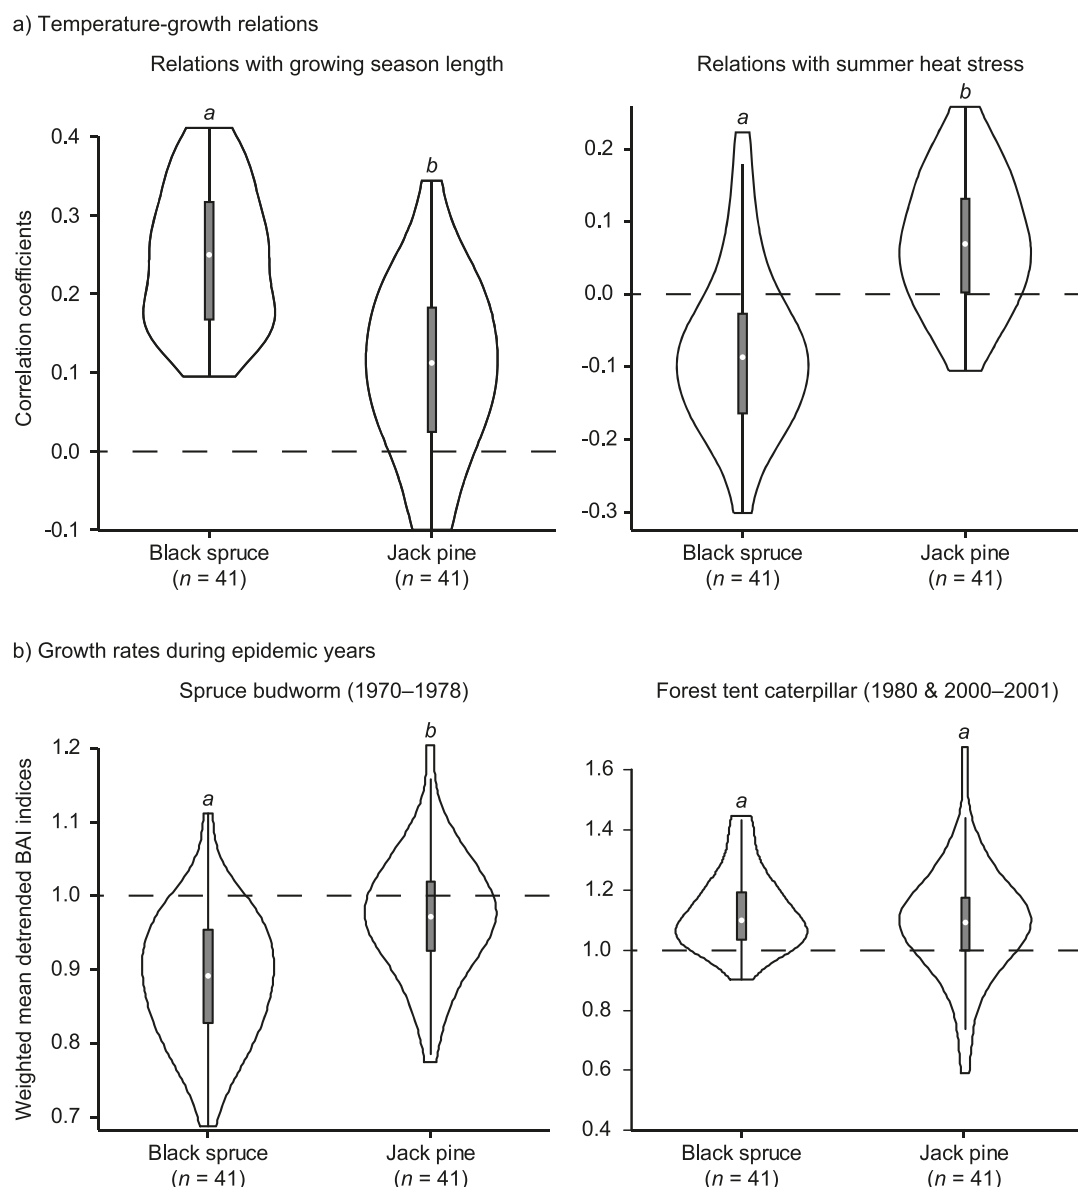 a) Temperature-growth relations
Relations with growing season length
Relations with summer heat stress
Correlation coefficients
0.4
0.3
0.2
0.1
0.0
-0.1
a
b
Black spruce
(n = 41)
Jack pine
(n = 41)
0.2
0.1
0.0
-0.1
-0.2
-0.3
a
b
Black spruce
(n = 41)
Jack pine
(n = 41)
b) Growth rates during epidemic years
Spruce budworm (1970–1978)
Forest tent caterpillar (1980 & 2000–2001)
Weighted mean detrended BAI indices
1.2
1.1
1.0
0.9
0.8
0.7
a
b
Black spruce
(n = 41)
Jack pine
(n = 41)
1.6
1.4
1.2
1.0
0.8
0.6
0.4
a
a
Black spruce
(n = 41)
Jack pine
(n = 41)